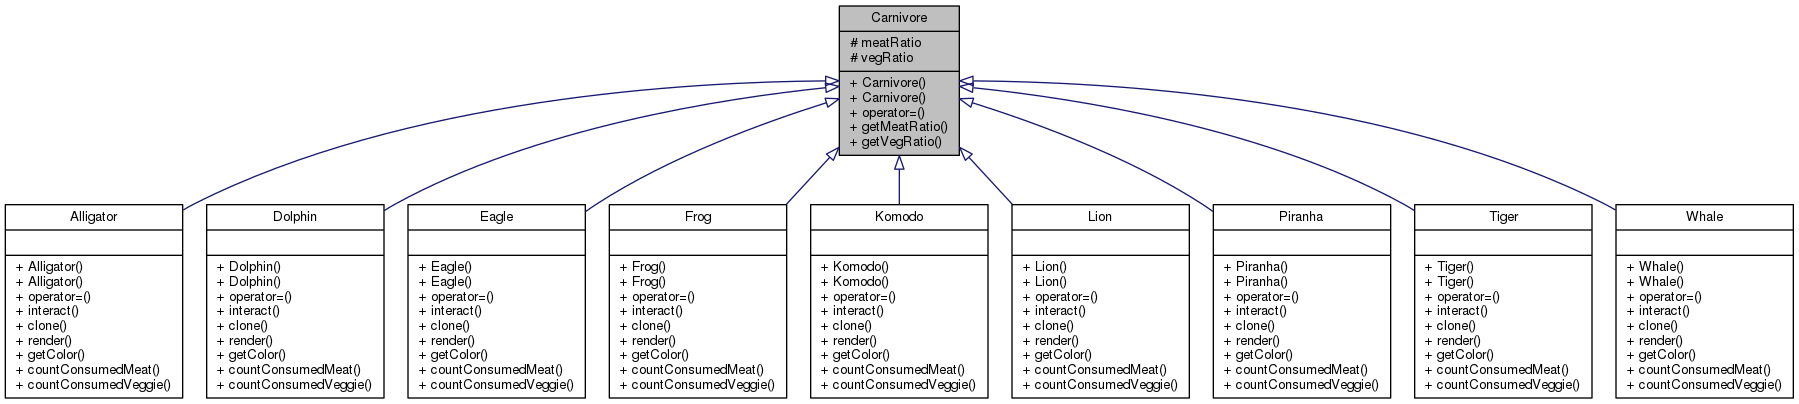 Carnivore
# meatRatio
# vegRatio
+ Carnivore()
+ Carnivore()
+ operator=()
+ getMeatRatio()
+ getVegRatio()
Alligator
+ Alligator()
+ Alligator()
+ operator=()
+ interact()
+ clone()
+ render()
+ getColor()
+ countConsumedMeat()
+ countConsumedVeggie()
Dolphin
+ Dolphin()
+ Dolphin()
+ operator=()
+ interact()
+ clone()
+ render()
+ getColor()
+ countConsumedMeat()
+ countConsumedVeggie()
Eagle
+ Eagle()
+ Eagle()
+ operator=()
+ interact()
+ clone()
+ render()
+ getColor()
+ countConsumedMeat()
+ countConsumedVeggie()
Frog
+ Frog()
+ Frog()
+ operator=()
+ interact()
+ clone()
+ render()
+ getColor()
+ countConsumedMeat()
+ countConsumedVeggie()
Komodo
+ Komodo()
+ Komodo()
+ operator=()
+ interact()
+ clone()
+ render()
+ getColor()
+ countConsumedMeat()
+ countConsumedVeggie()
Lion
+ Lion()
+ Lion()
+ operator=()
+ interact()
+ clone()
+ render()
+ getColor()
+ countConsumedMeat()
+ countConsumedVeggie()
Piranha
+ Piranha()
+ Piranha()
+ operator=()
+ interact()
+ clone()
+ render()
+ getColor()
+ countConsumedMeat()
+ countConsumedVeggie()
Tiger
+ Tiger()
+ Tiger()
+ operator=()
+ interact()
+ clone()
+ render()
+ getColor()
+ countConsumedMeat()
+ countConsumedVeggie()
Whale
+ Whale()
+ Whale()
+ operator=()
+ interact()
+ clone()
+ render()
+ getColor()
+ countConsumedMeat()
+ countConsumedVeggie()